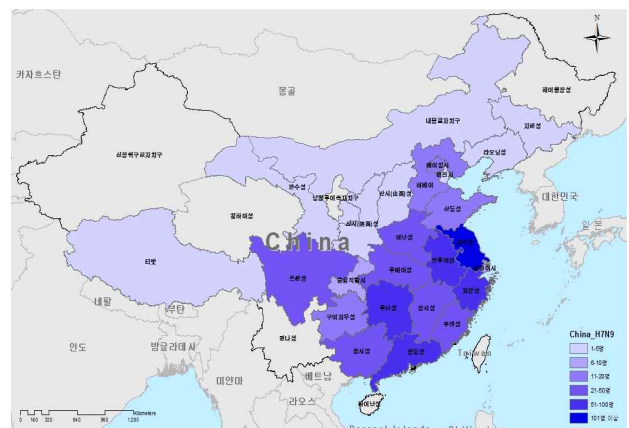 N
카자흐스탄
몽골
헤이룽장성
내몽골자치구
지린성
신장위구르자치구
랴오닝성
베이징시
톈진시
간수성
허베이
닝샤후이족자치구
산시(山西)성
대한민국
칭하이성
산둥성
일 본
산시(陝西)성
China
허난성
티벳
안후이성
쓰촨성
충칭직할시
후베이성
저장성
네팔
부탄
후난성
장시성
구이저우성
푸젠성
인도
방글라데시
윈난성
광시성
광둥성
Taiwan
미얀마
베트남
라오스
하이난성
China_H7N9
1-5명
6-10명
11-20명
21-50명
51-100명
101명 이상
Kilometers
0 160 320 640 960 1,280